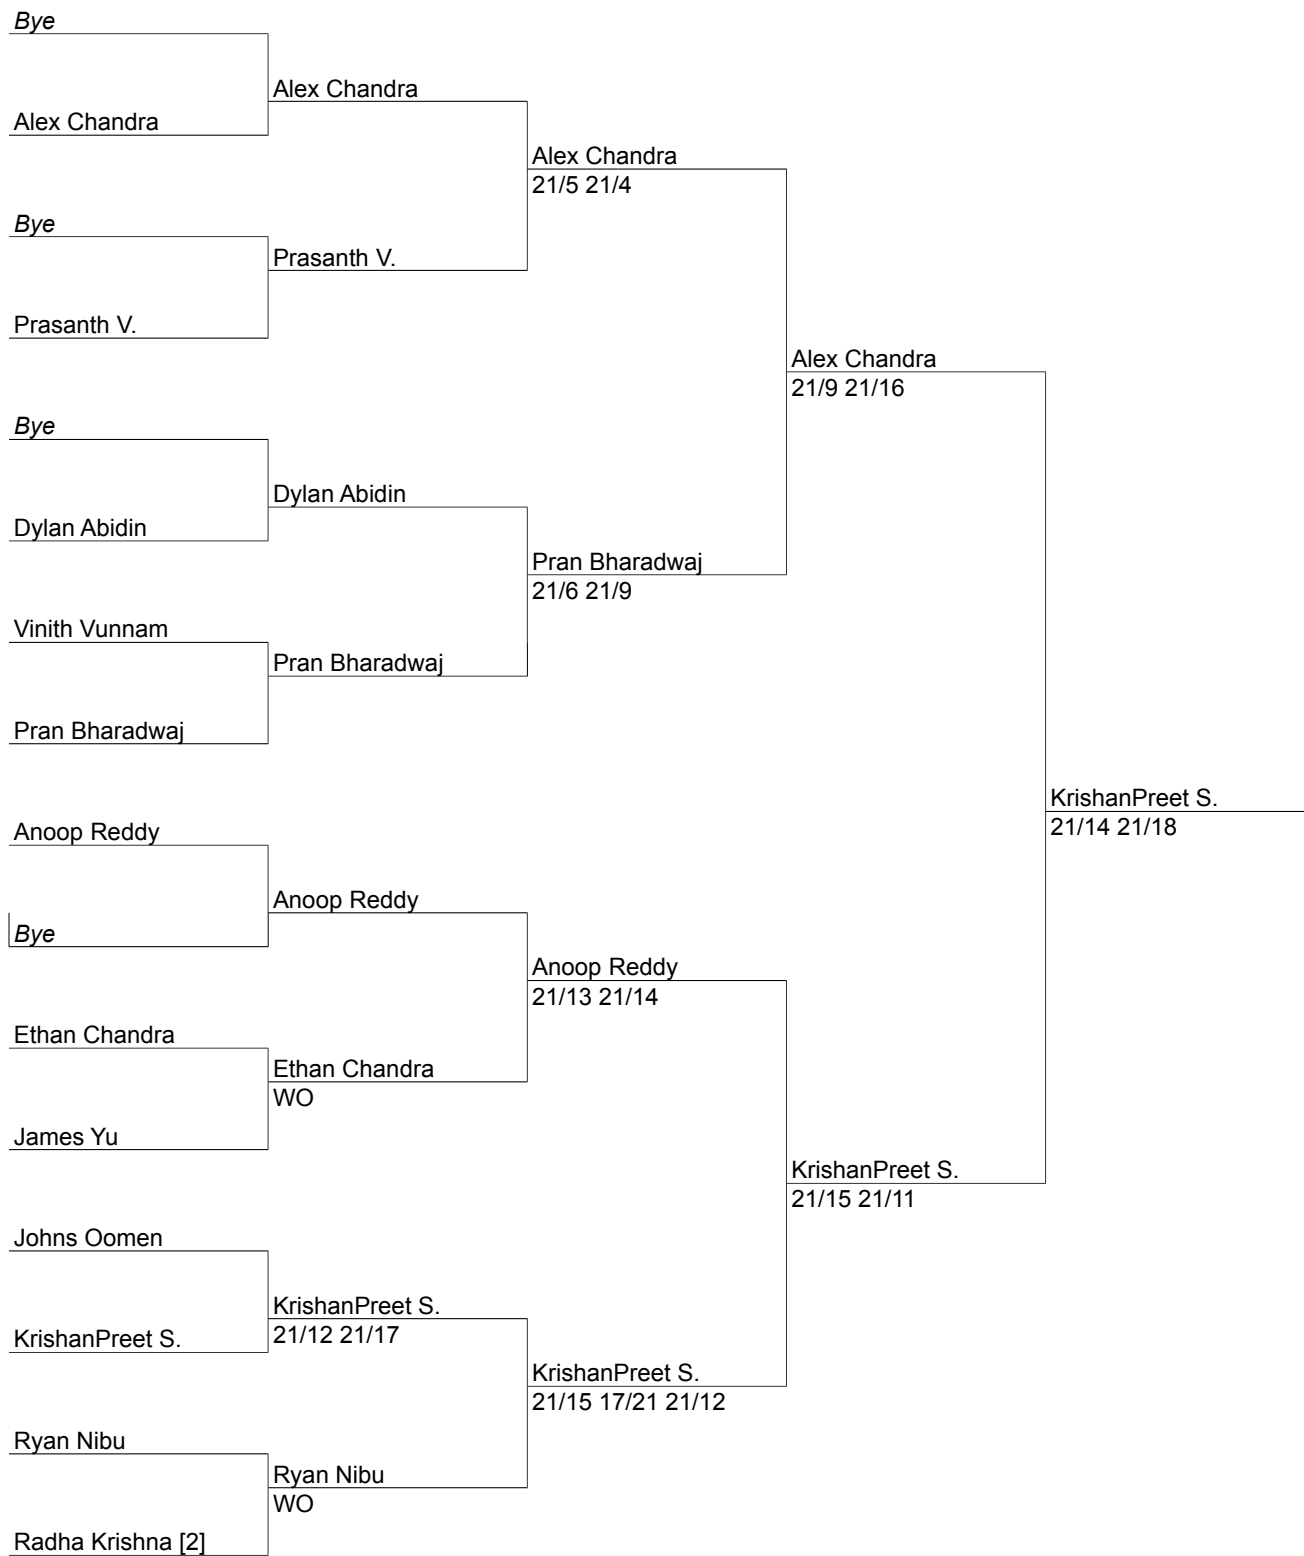 Bye
Alex Chandra
Alex Chandra
Alex Chandra
21/5 21/4
Bye
Prasanth V.
Prasanth V.
Alex Chandra
21/9 21/16
Bye
Dylan Abidin
Dylan Abidin
Pran Bharadwaj
21/6 21/9
Vinith Vunnam
Pran Bharadwaj
Pran Bharadwaj
KrishanPreet S.
21/14 21/18
Anoop Reddy
Anoop Reddy
Bye
Anoop Reddy
21/13 21/14
Ethan Chandra
Ethan Chandra
WO
James Yu
KrishanPreet S.
21/15 21/11
Johns Oomen
KrishanPreet S.
21/12 21/17
KrishanPreet S.
KrishanPreet S.
21/15 17/21 21/12
Ryan Nibu
Ryan Nibu
WO
Radha Krishna [2]